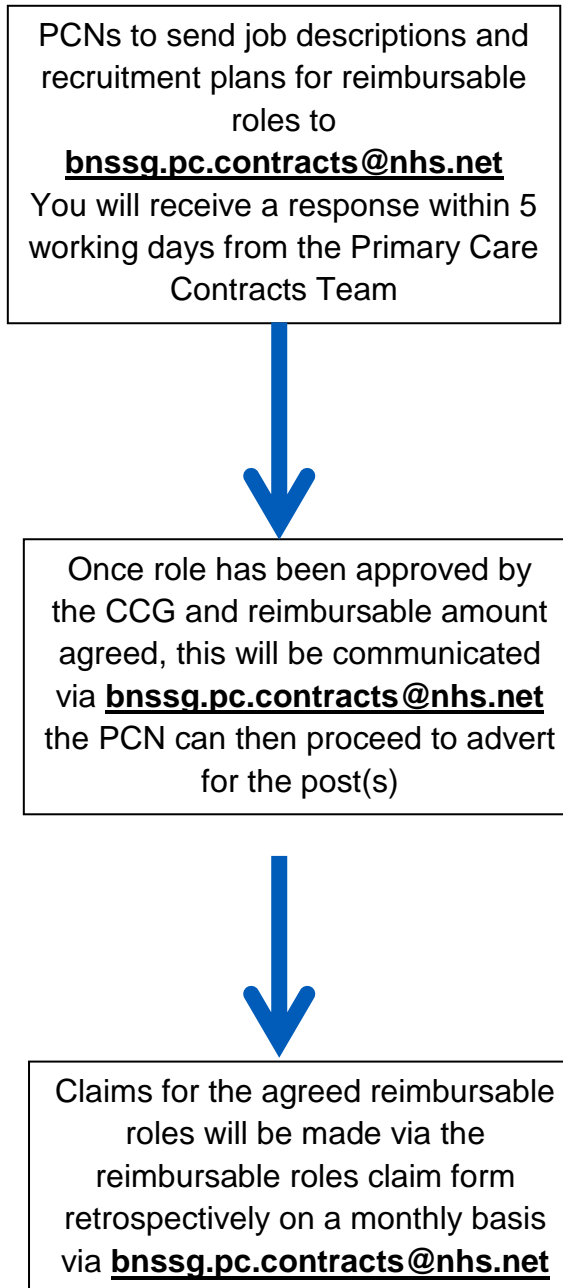 PCNs to send job descriptions and
recruitment plans for reimbursable
roles to
bnssg.pc.contracts@nhs.net
You will receive a response within 5
working days from the Primary Care
Contracts Team
Once role has been approved by
the CCG and reimbursable amount
agreed, this will be communicated
via bnssg.pc.contracts@nhs.net
the PCN can then proceed to advert
for the post(s)
Claims for the agreed reimbursable
roles will be made via the
reimbursable roles claim form
retrospectively on a monthly basis
via bnssg.pc.contracts@nhs.net